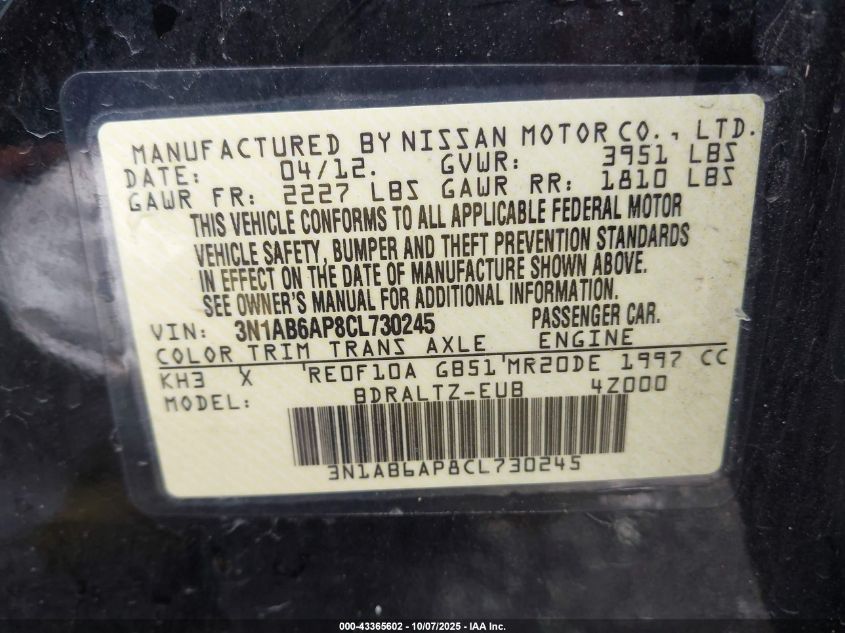 MANUFACTURED BY NISSAN MOTOR CO., LTD.
DATE: 04/12. GVWR: 3951 LBS
GAWR FR: 2227 LBS GAWR RR: 1810 LBS
THIS VEHICLE CONFORMS TO ALL APPLICABLE FEDERAL MOTOR
VEHICLE SAFETY, BUMPER AND THEFT PREVENTION STANDARDS
IN EFFECT ON THE DATE OF MANUFACTURE SHOWN ABOVE.
SEE OWNER'S MANUAL FOR ADDITIONAL INFORMATION.
VIN: 3N1AB6AP8CL730245 PASSENGER CAR.
COLOR TRIM TRANS AXLE ENGINE
KH3 X 'RE0F10A GB51'MR20DE 1997 CC
MODEL: BDRALTZ-EUB 4Z000
3N1AB6AP8CL730245
000-43365602 - 10/07/2025 - IAA Inc.